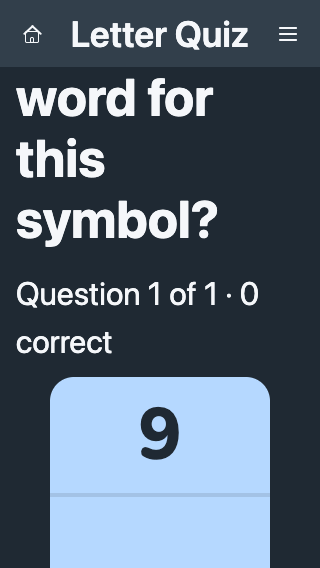 Letter Quiz
word for
this
symbol?
Question 1 of 1 · 0
correct
9